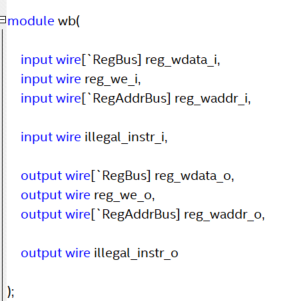 module wb(
input wire[`RegBus] reg_wdata_i,
input wire reg_we_i,
input wire[`RegAddrBus] reg_waddr_i,
input wire illegal_instr_i,
output wire[`RegBus] reg_wdata_o,
output wire reg_we_o,
output wire[`RegAddrBus] reg_waddr_o,
output wire illegal_instr_o
);